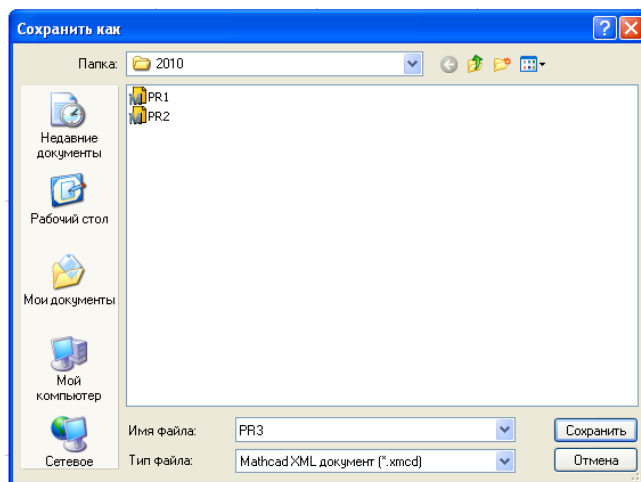 Сохранить как
Папка:
2010
PR1
PR2
Недавние
документы
Рабочий стол
Мои документы
Мой
компьютер
Сетевое
Имя файла:
PR3
Сохранить
Тип файла:
Mathcad XML документ (*.xmcd)
Отмена